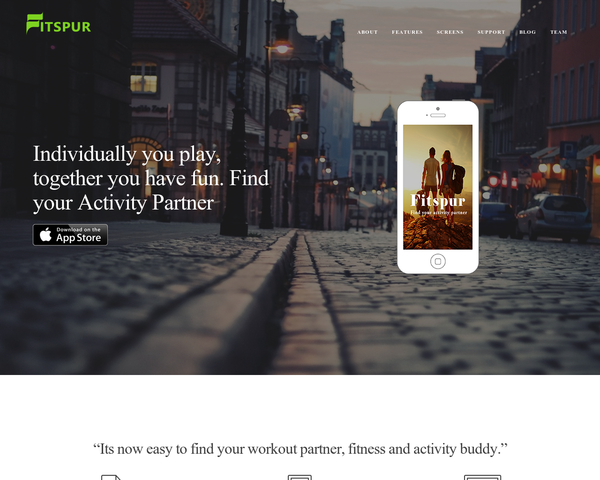 FITSPUR
ABOUT FEATURES SCREENS SUPPORT BLOG TEAM
Individually you play,
together you have fun. Find
your Activity Partner
Download on the
App Store
Fitspur
Find your activity partner
“Its now easy to find your workout partner, fitness and activity buddy.”